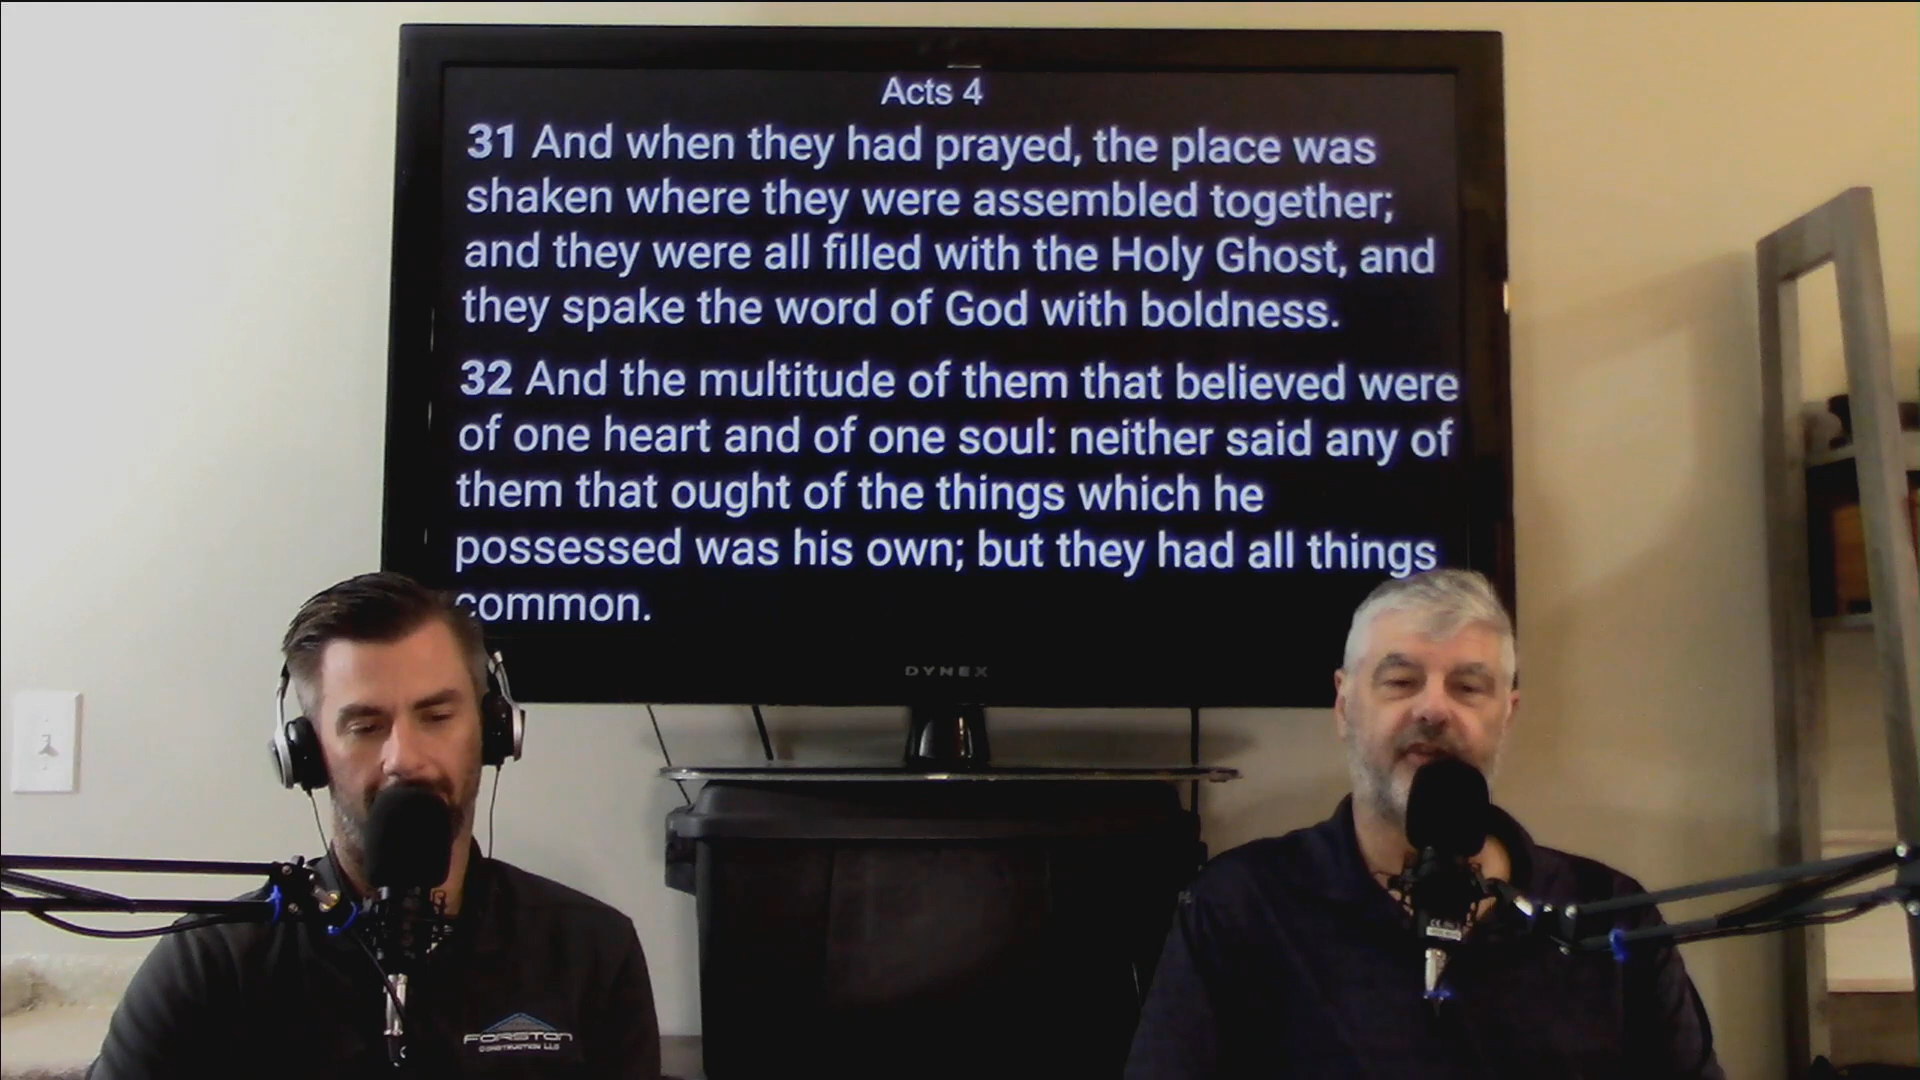 Acts 4
31 And when they had prayed, the place was
shaken where they were assembled together;
and they were all filled with the Holy Ghost, and
they spake the word of God with boldness.
32 And the multitude of them that believed were
of one heart and of one soul: neither said any of
them that ought of the things which he
possessed was his own; but they had all things
common.
DYNEX
FORSTON
CONSTRUCTION LLC